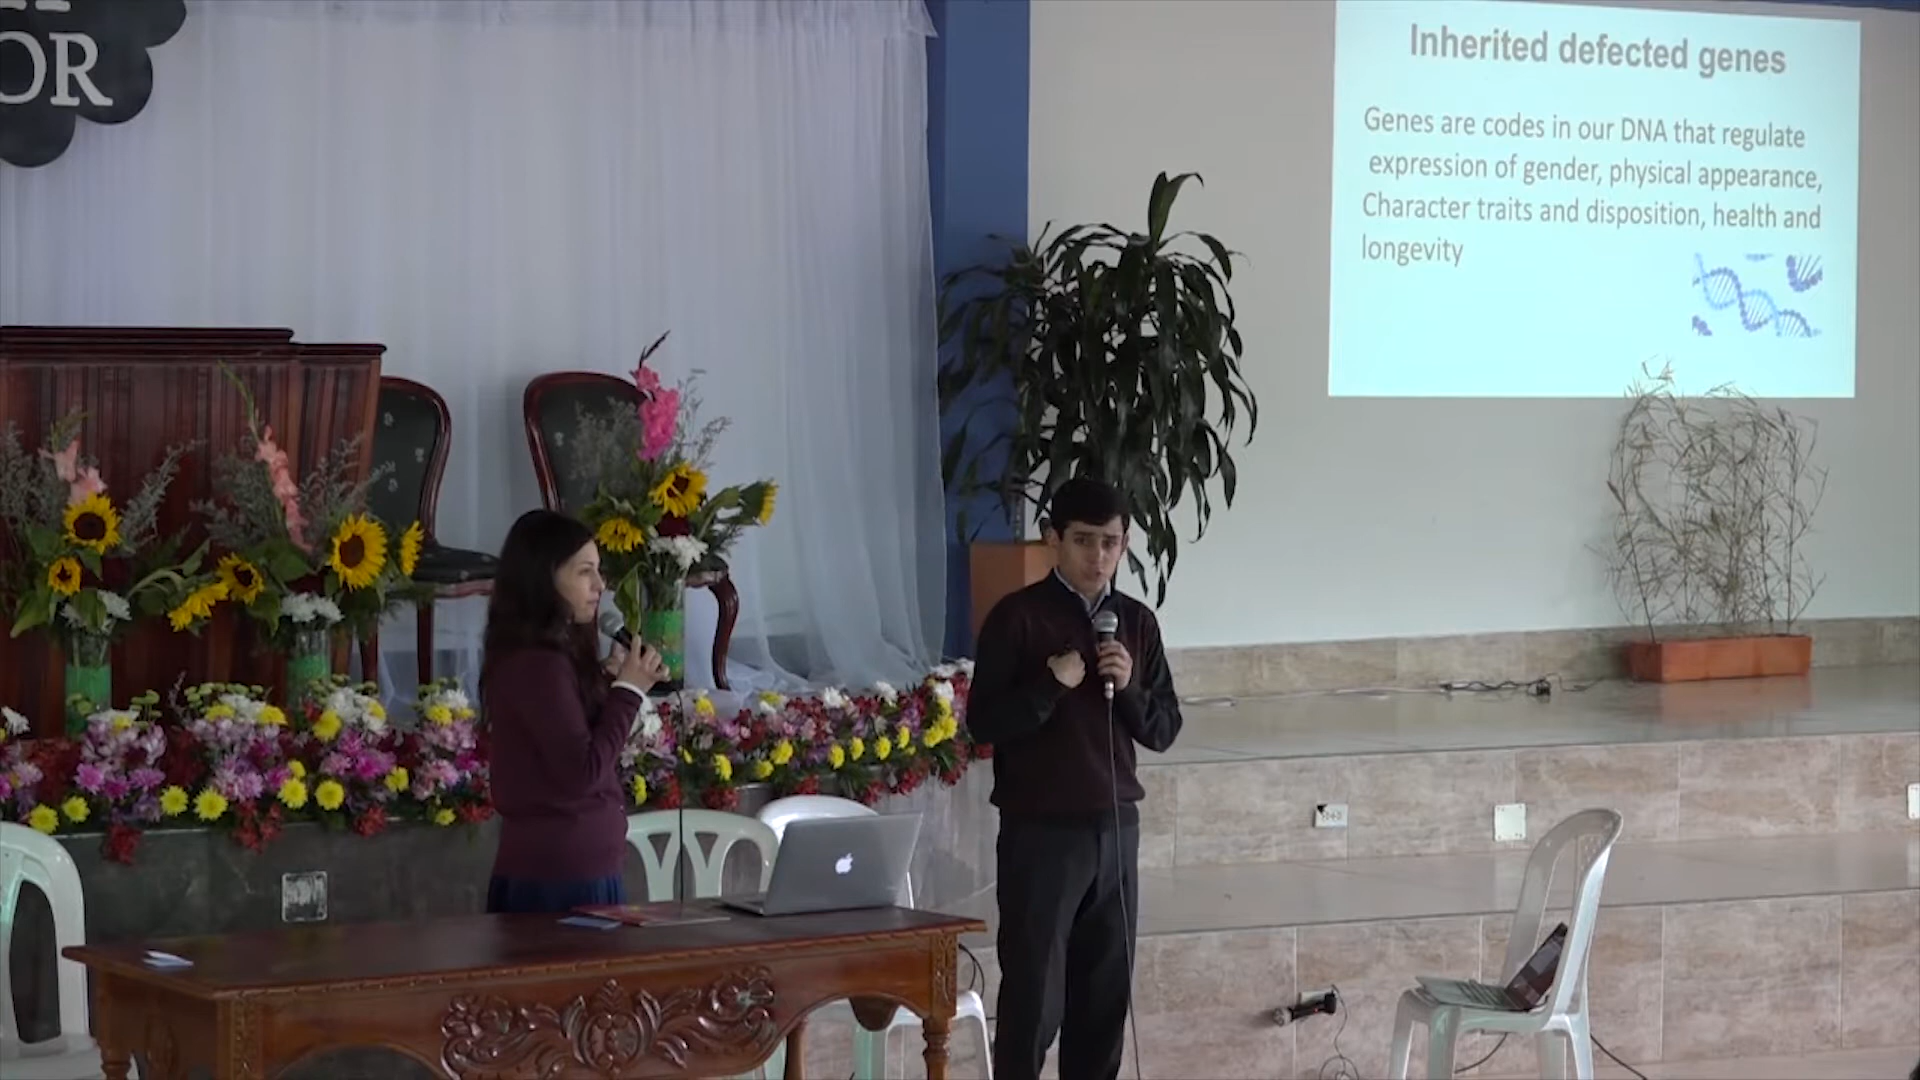 OR
Inherited defected genes
Genes are codes in our DNA that regulate
expression of gender, physical appearance,
Character traits and disposition, health and
longevity